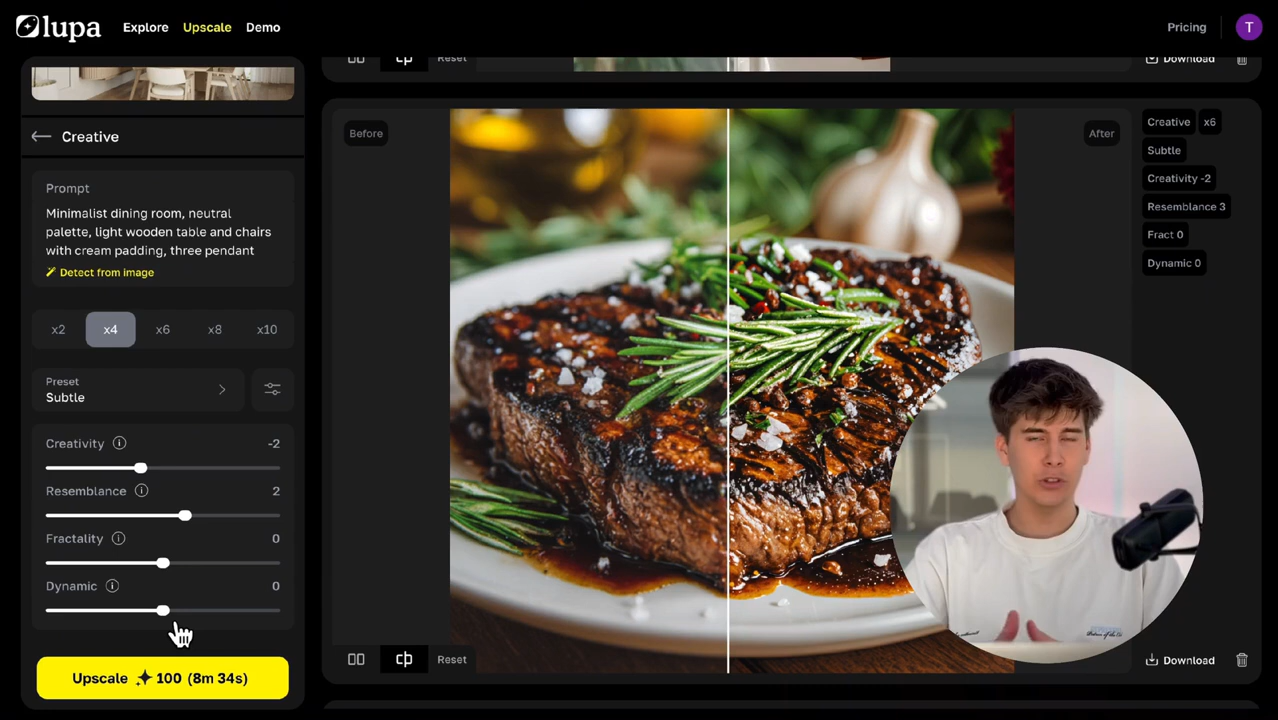 lupa
Explore Upscale Demo
Pricing
T
Reset
Download
Creative
Prompt
Minimalist dining room, neutral
palette, light wooden table and chairs
with cream padding, three pendant
Detect from image
x2 x4 x6 x8 x10
Preset
Subtle
Creativity -2
Resemblance 2
Fractality 0
Dynamic 0
Upscale 100 (8m 34s)
Before
After
Creative x6
Subtle
Creativity -2
Resemblance 3
Fract 0
Dynamic 0
Reset
Download